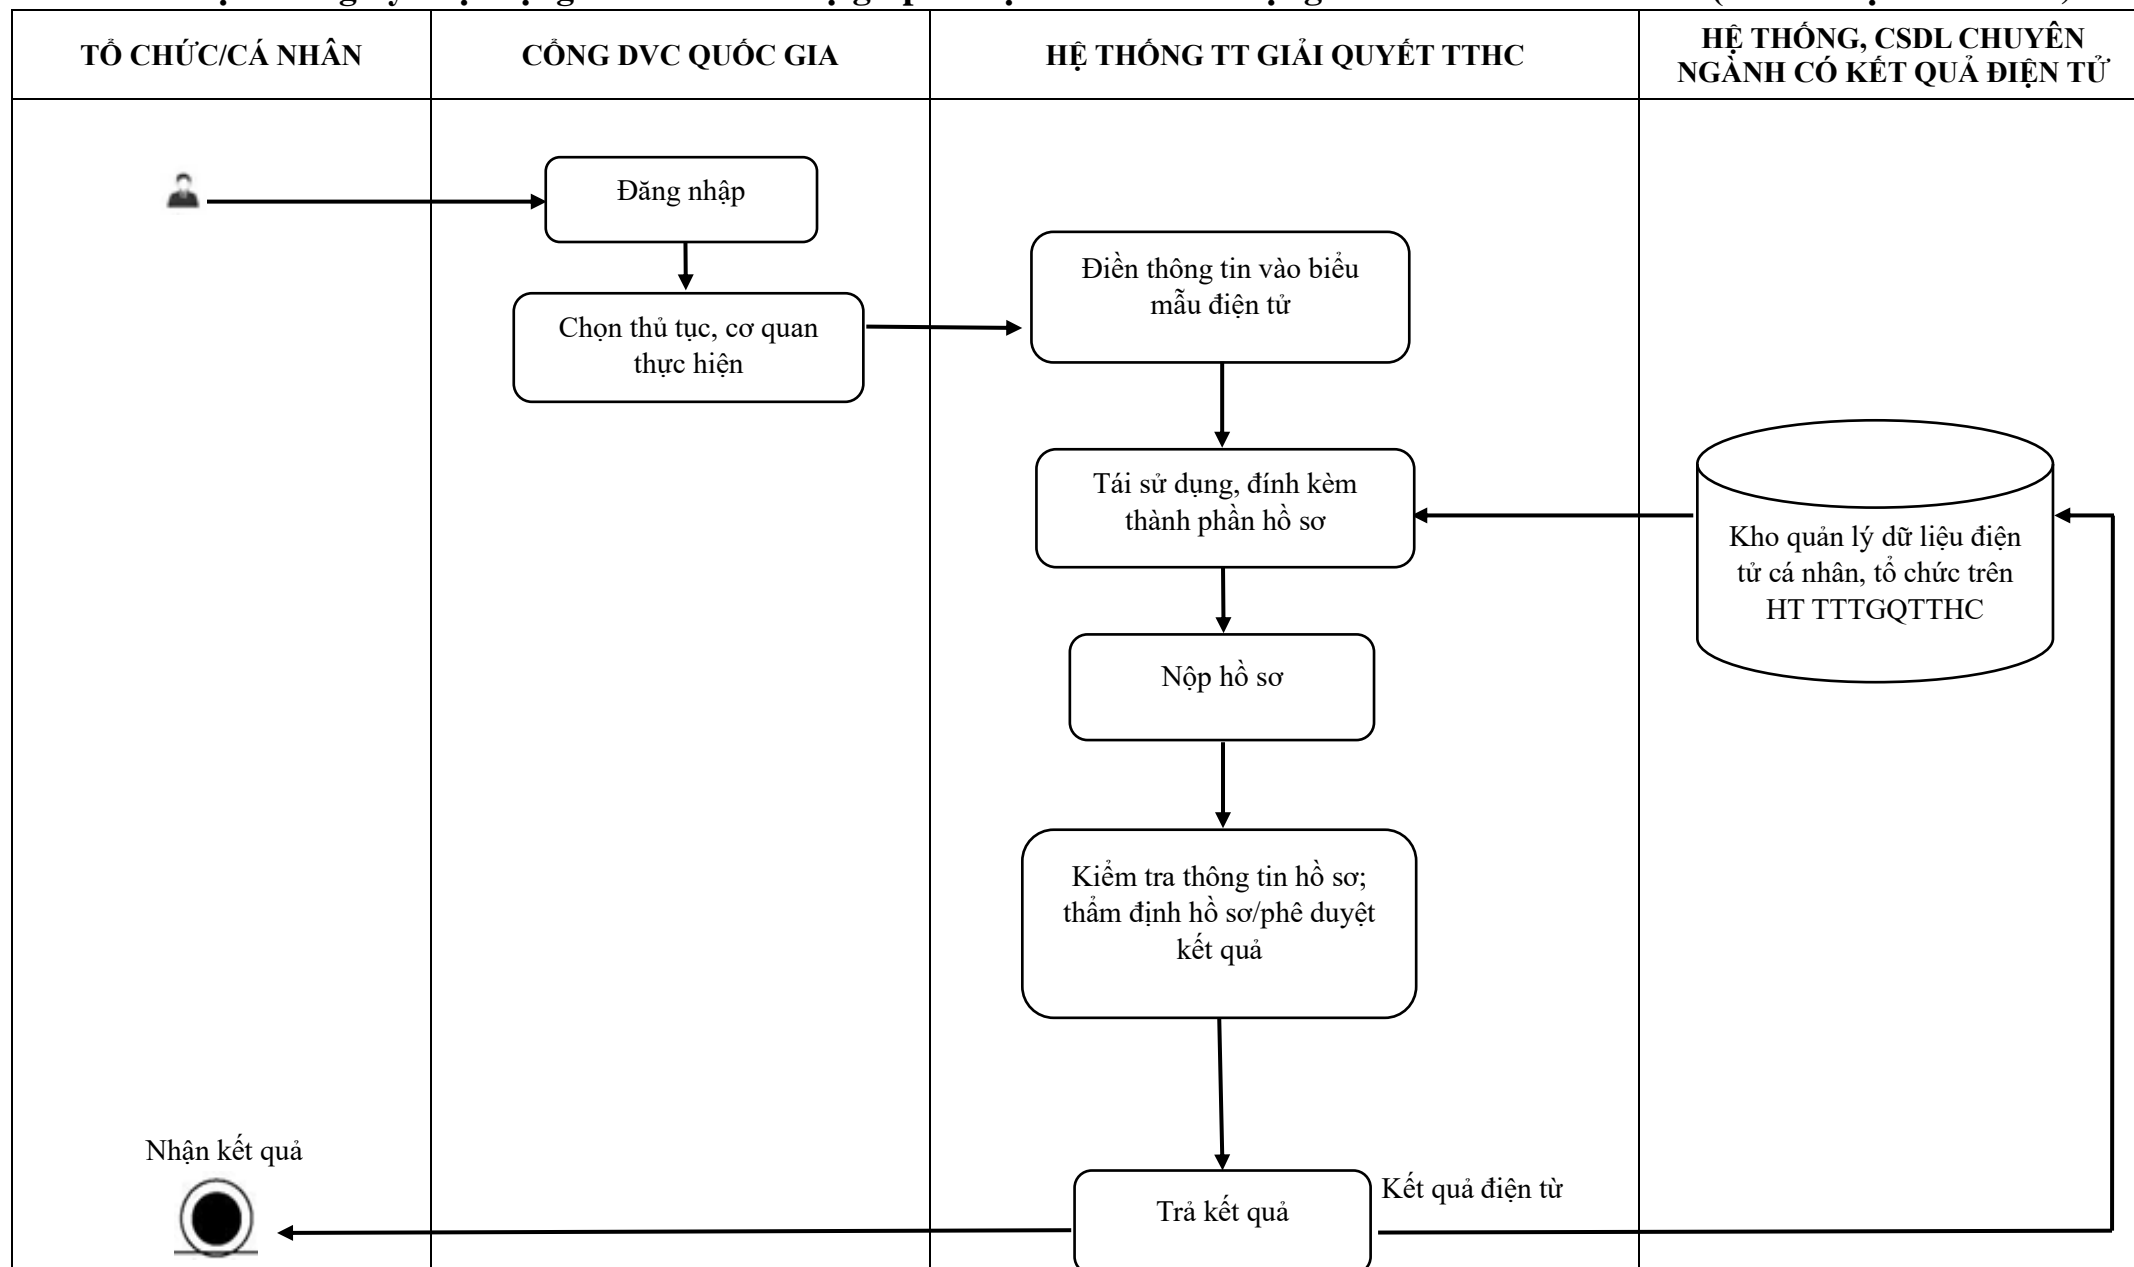 TỔ CHỨC/CÁ NHÂN
CỔNG DVC QUỐC GIA
HỆ THỐNG TT GIẢI QUYẾT TTHC
HỆ THỐNG, CSDL CHUYÊN
NGÀNH CÓ KẾT QUẢ ĐIỆN TỬ
Đăng nhập
Điền thông tin vào biểu
mẫu điện tử
Chọn thủ tục, cơ quan
thực hiện
Tái sử dụng, đính kèm
thành phần hồ sơ
Kho quản lý dữ liệu điện
tử cá nhân, tổ chức trên
HT TTTGQTTHC
Nộp hồ sơ
Kiểm tra thông tin hồ sơ;
thẩm định hồ sơ/phê duyệt
kết quả
Nhận kết quả
Kết quả điện từ
Trả kết quả